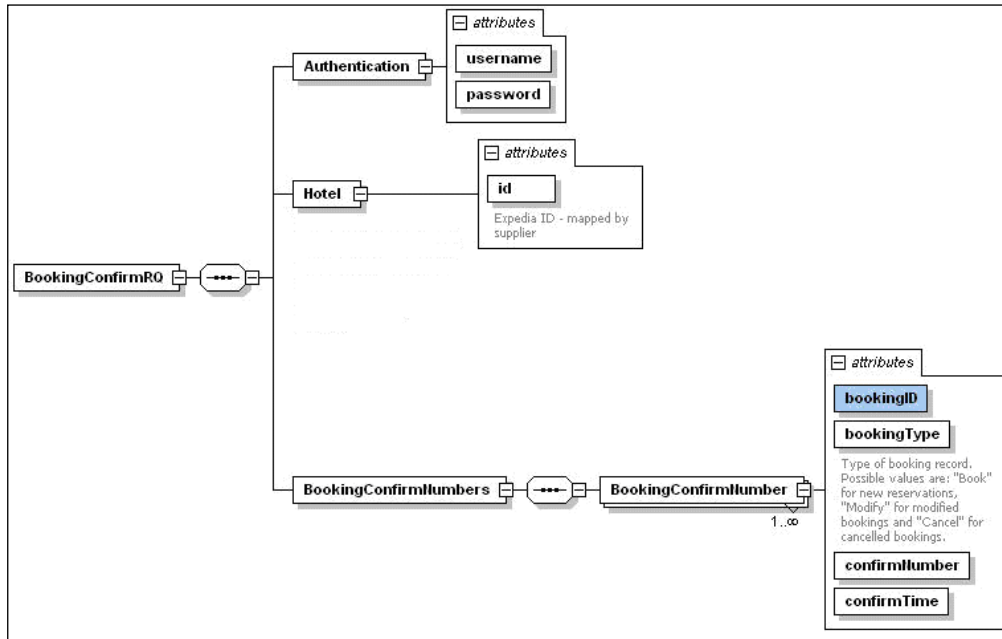 attributes
Authentication
username
password
attributes
Hotel
id
Expedia ID - mapped by
supplier
BookingConfirmRQ
attributes
bookingID
bookingType
Type of booking record.
Possible values are: "Book"
for new reservations,
"Modify" for modified
bookings and "Cancel" for
cancelled bookings.
BookingConfirmNumbers
BookingConfirmNumber
1..∞
confirmNumber
confirmTime